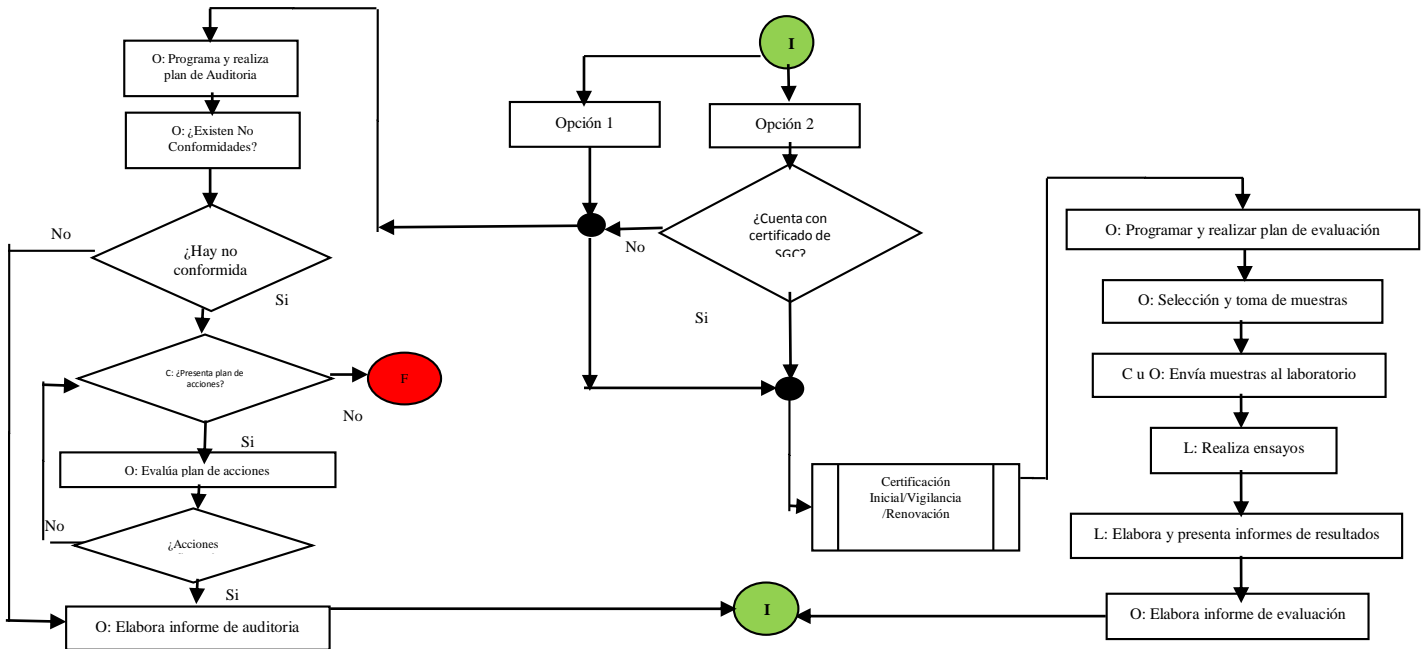 I
O: Programa y realiza
plan de Auditoria
O: ¿Existen No
Conformidades?
Opción 1
Opción 2
¿Cuenta con
certificado de
SGC?
No
Si
No
¿Hay no
conformida
Si
C: ¿Presenta plan de
acciones?
F
No
Si
O: Evalúa plan de acciones
No
¿Acciones
Si
O: Elabora informe de auditoria
I
Certificación
Inicial/Vigilancia
/Renovación
O: Programar y realizar plan de evaluación
O: Selección y toma de muestras
C u O: Envía muestras al laboratorio
L: Realiza ensayos
L: Elabora y presenta informes de resultados
O: Elabora informe de evaluación